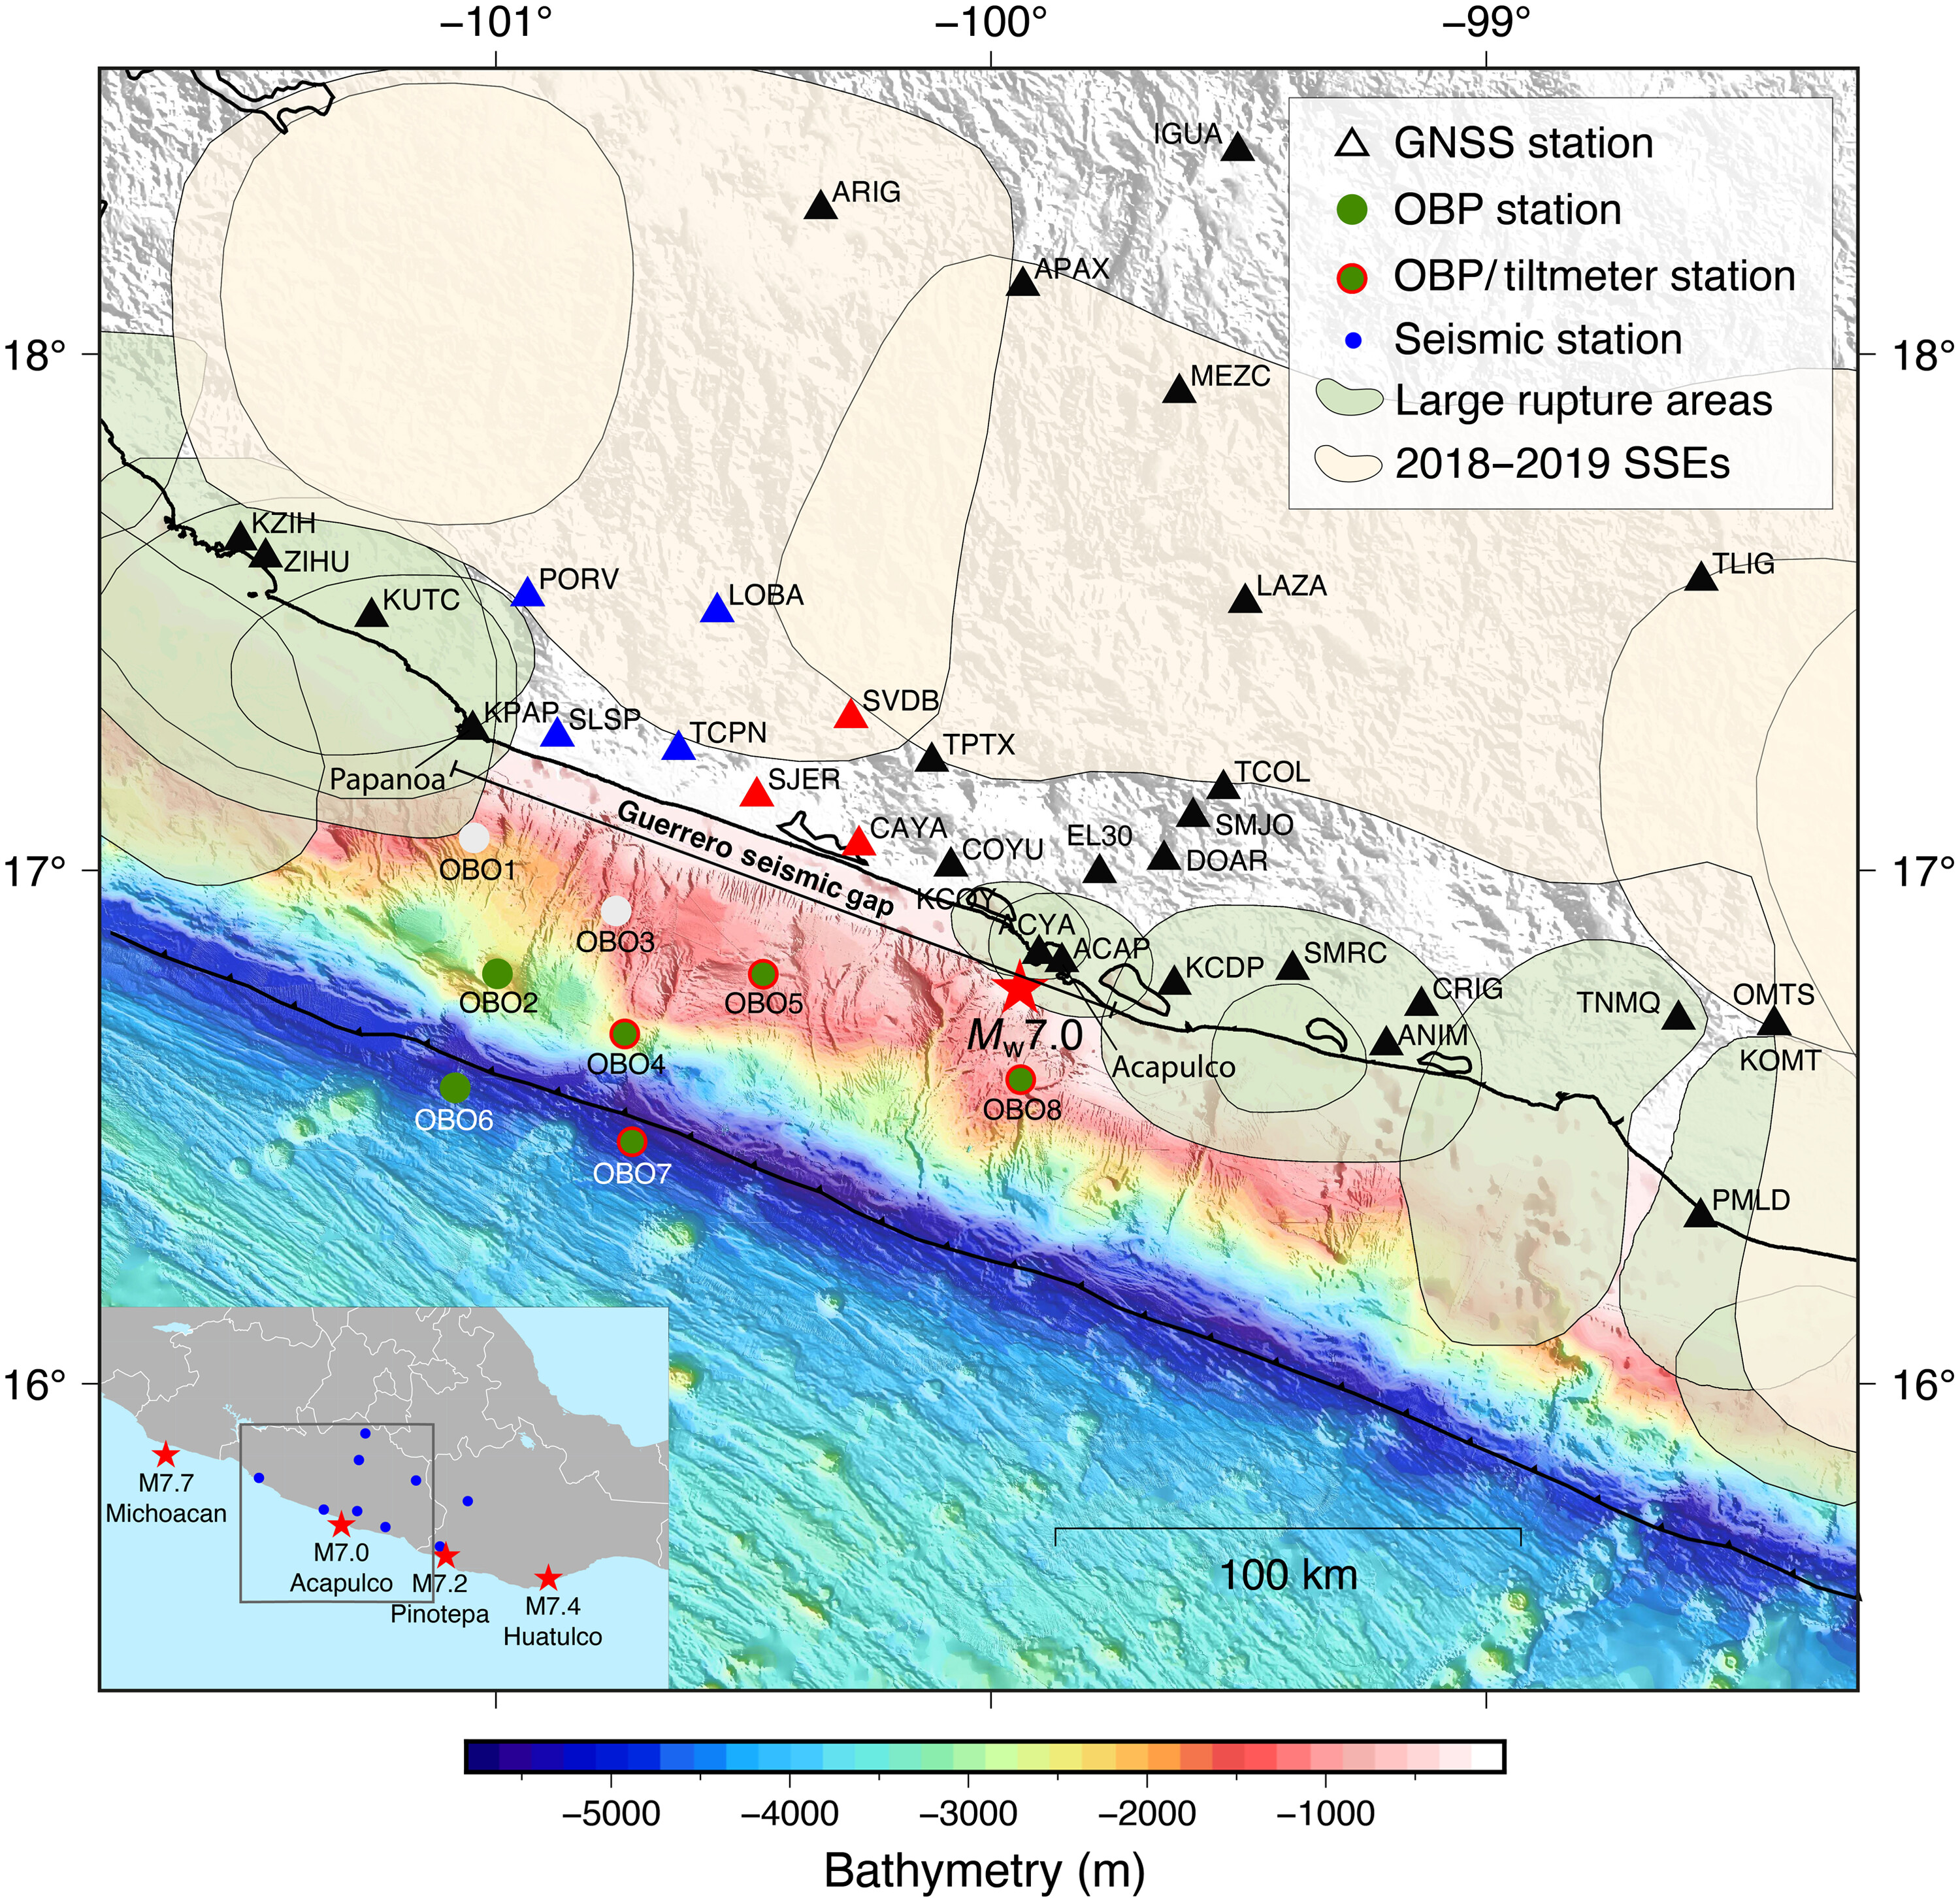 −101°
−100°
−99°
IGUA
GNSS station
ARIG
OBP station
APAX
OBP/tiltmeter station
Seismic station
18°
18°
MEZC
Large rupture areas
2018−2019 SSEs
KZIH
ZIHU
TLIG
PORV
LOBA
LAZA
KUTC
SVDB
KPAP
SLSP
TCPN
TPTX
Papanoa
SJER
TCOL
Guerrero seismic gap
CAYA
COYU
EL30
SMJO
DOAR
17°
17°
OBO1
KCOY
ACYA
ACAP
OBO3
SMRC
KCDP
CRIG
TNMQ
OMTS
OBO2
OBO5
Mw7.0
ANIM
KOMT
OBO4
Acapulco
OBO6
OBO8
OBO7
PMLD
16°
16°
M7.7
Michoacan
M7.0
Acapulco
M7.2
Pinotepa
M7.4
Huatulco
100 km
−5000
−4000
−3000
−2000
−1000
Bathymetry (m)